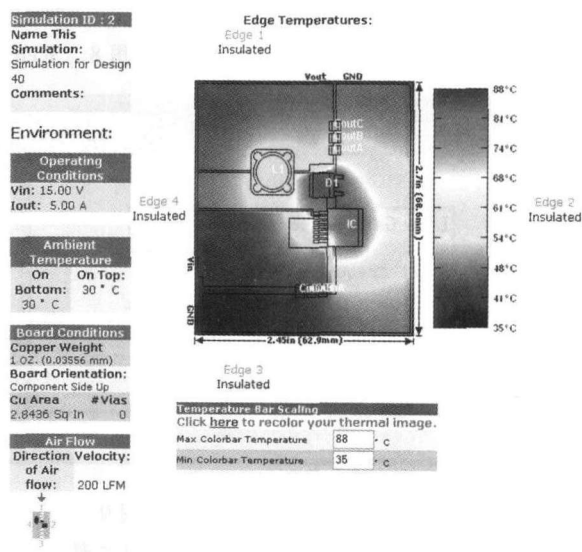 Simulation ID : 2
Name This
Simulation:
Simulation for Design
40
Comments:
Environment:
Operating
Conditions
Vin: 15.00 V
Iout: 5.00 A
Ambient
Temperature
On
Bottom:
30 ° C
On Top:
30 ° C
Board Conditions
Copper Weight
1 OZ. (0.03556 mm)
Board Orientation:
Component Side Up
Cu Area #Vias
2.8436 Sq In 0
Air Flow
Direction
of Air
flow:
Velocity:
200 LFM
Edge Temperatures:
Edge 1
Insulated
Vout GND
outC
outB
outA
L1
D1
IC
Vin
GND
2.7in (68.6mm)
2.45in (62.9mm)
Edge 4
Insulated
88°C
81°C
74°C
68°C
61°C
54°C
48°C
41°C
35°C
Edge 2
Insulated
Edge 3
Insulated
Temperature Bar Scaling
Click here to recolor your thermal image.
Max Colorbar Temperature 88 ° C
Min Colorbar Temperature 35 ° C